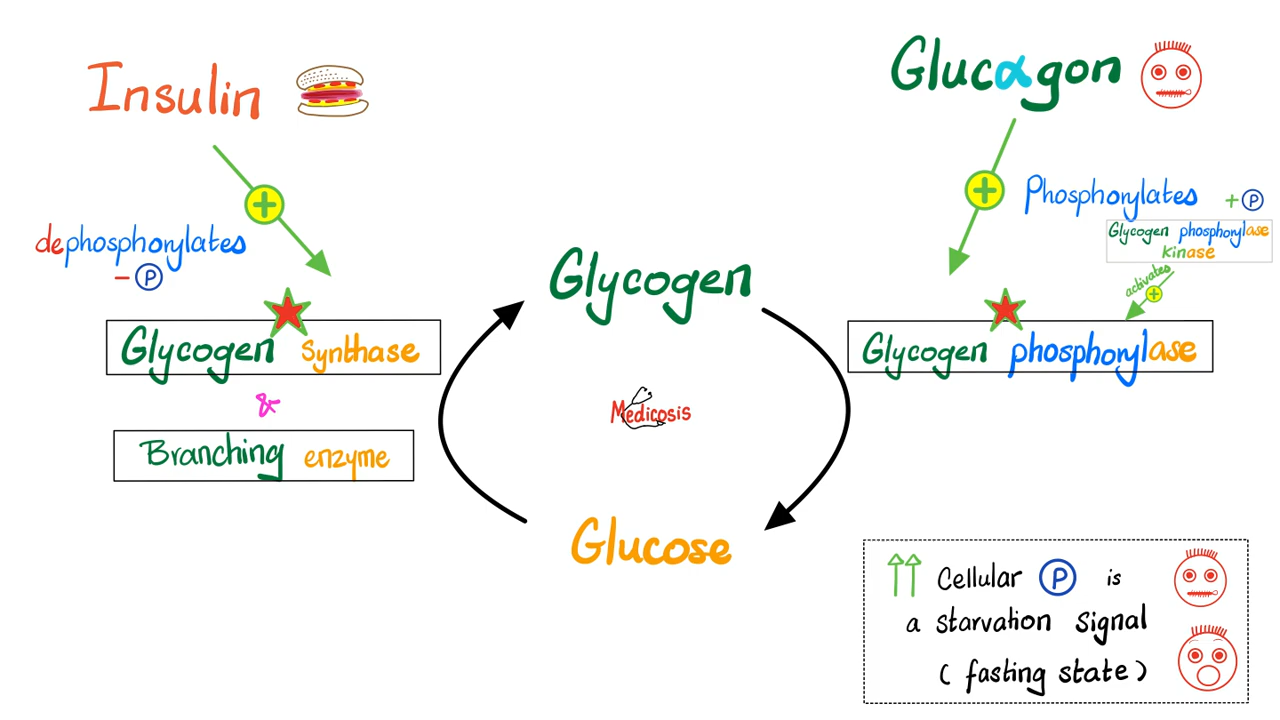 Insulin
dephosphorylates
- P
Glycogen synthase
&
Branching enzyme
Glycogen
Medicosis
Glucose
Glucαgon
Phosphorylates + P
Glycogen phosphorylase
kinase
activates
Glycogen phosphorylase
↑↑ Cellular P is
a starvation signal
( fasting state )